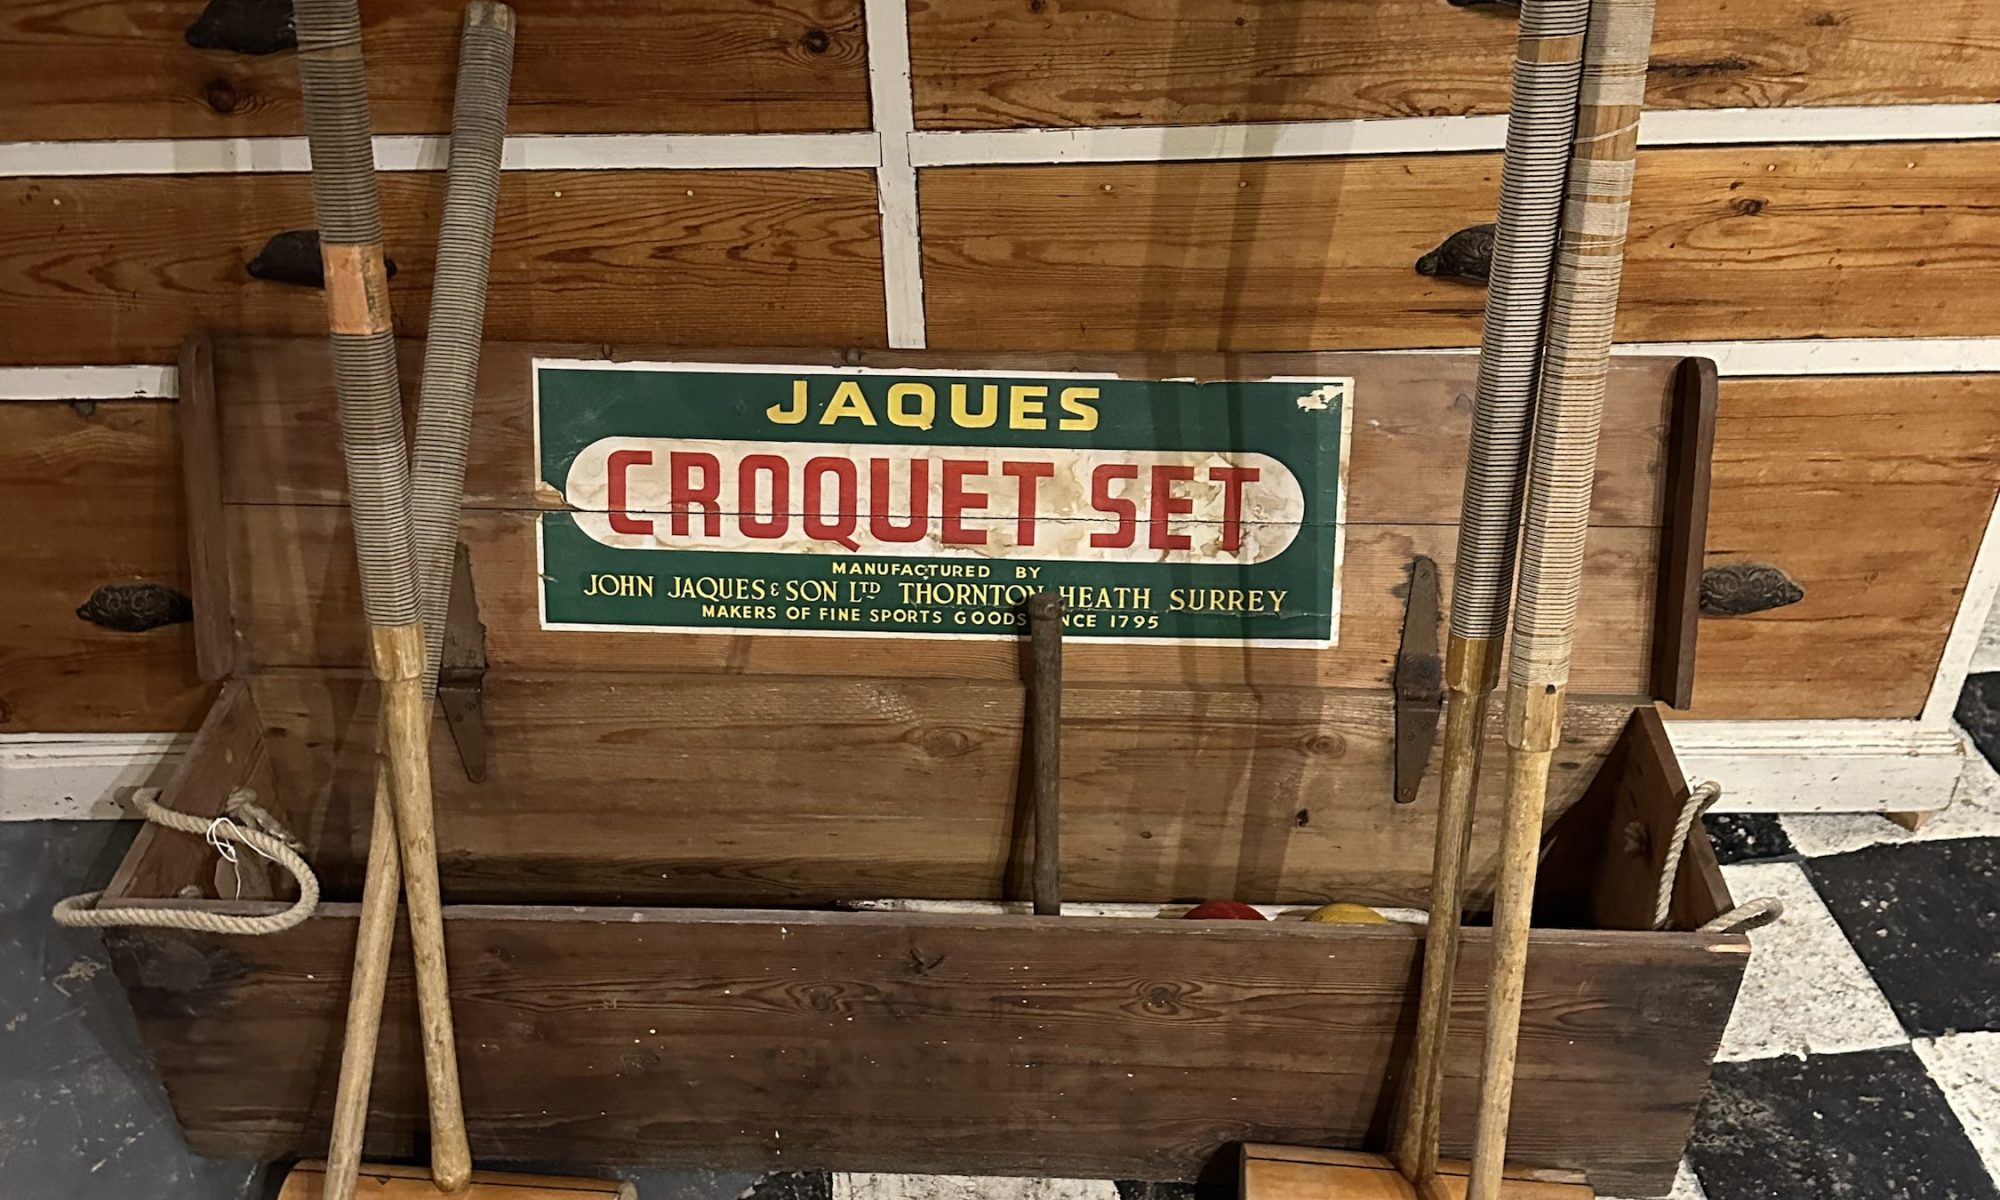 JAQUES
CROQUET SET
MANUFACTURED BY
JOHN JAQUES & SON LTD THORNTON HEATH SURREY
MAKERS OF FINE SPORTS GOODS SINCE 1795